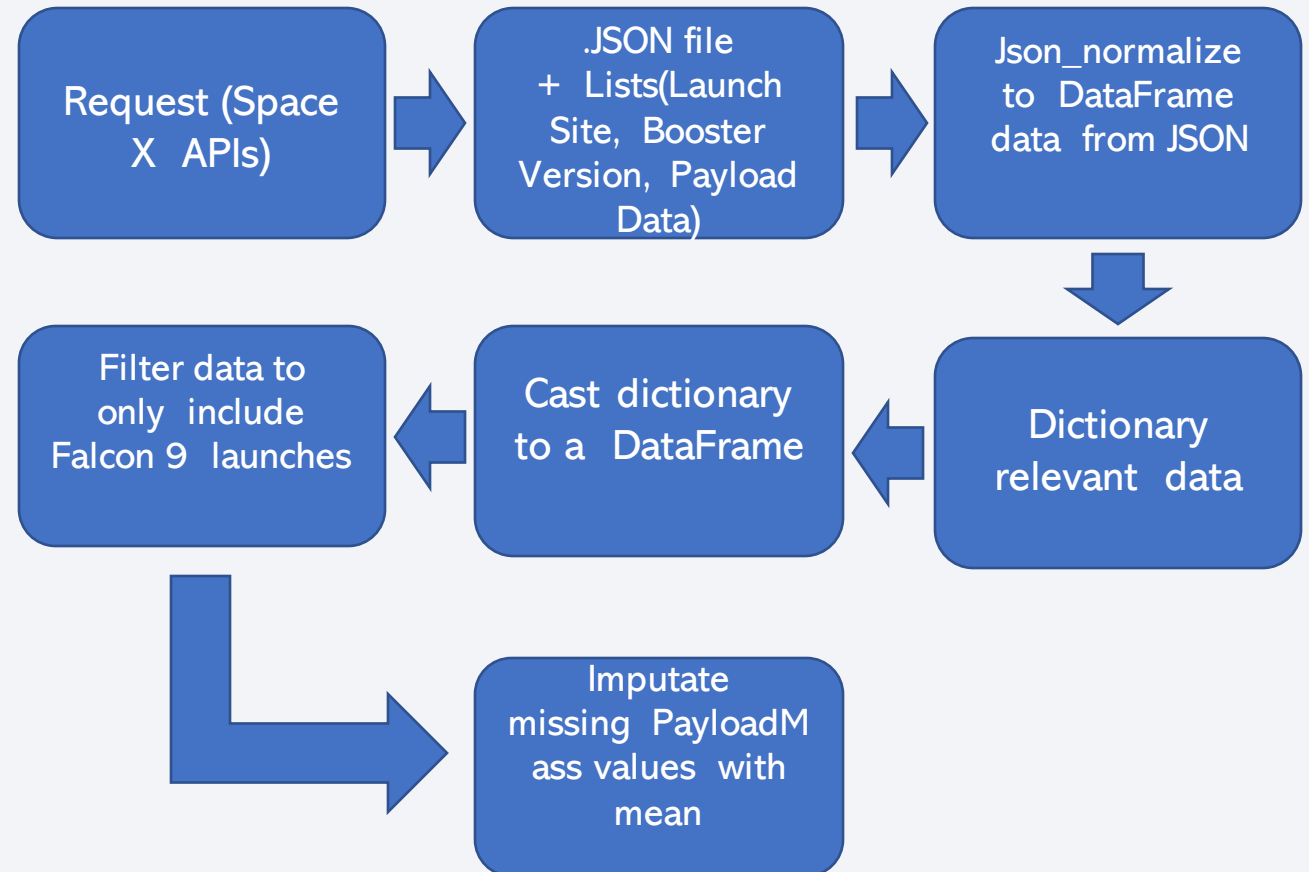 Request (Space
X APIs)
.JSON file
+ Lists(Launch
Site, Booster
Version, Payload
Data)
Json_normalize
to DataFrame
data from JSON
Dictionary
relevant data
Cast dictionary
to a DataFrame
Filter data to
only include
Falcon 9 launches
Imputate
missing PayloadM
ass values with
mean